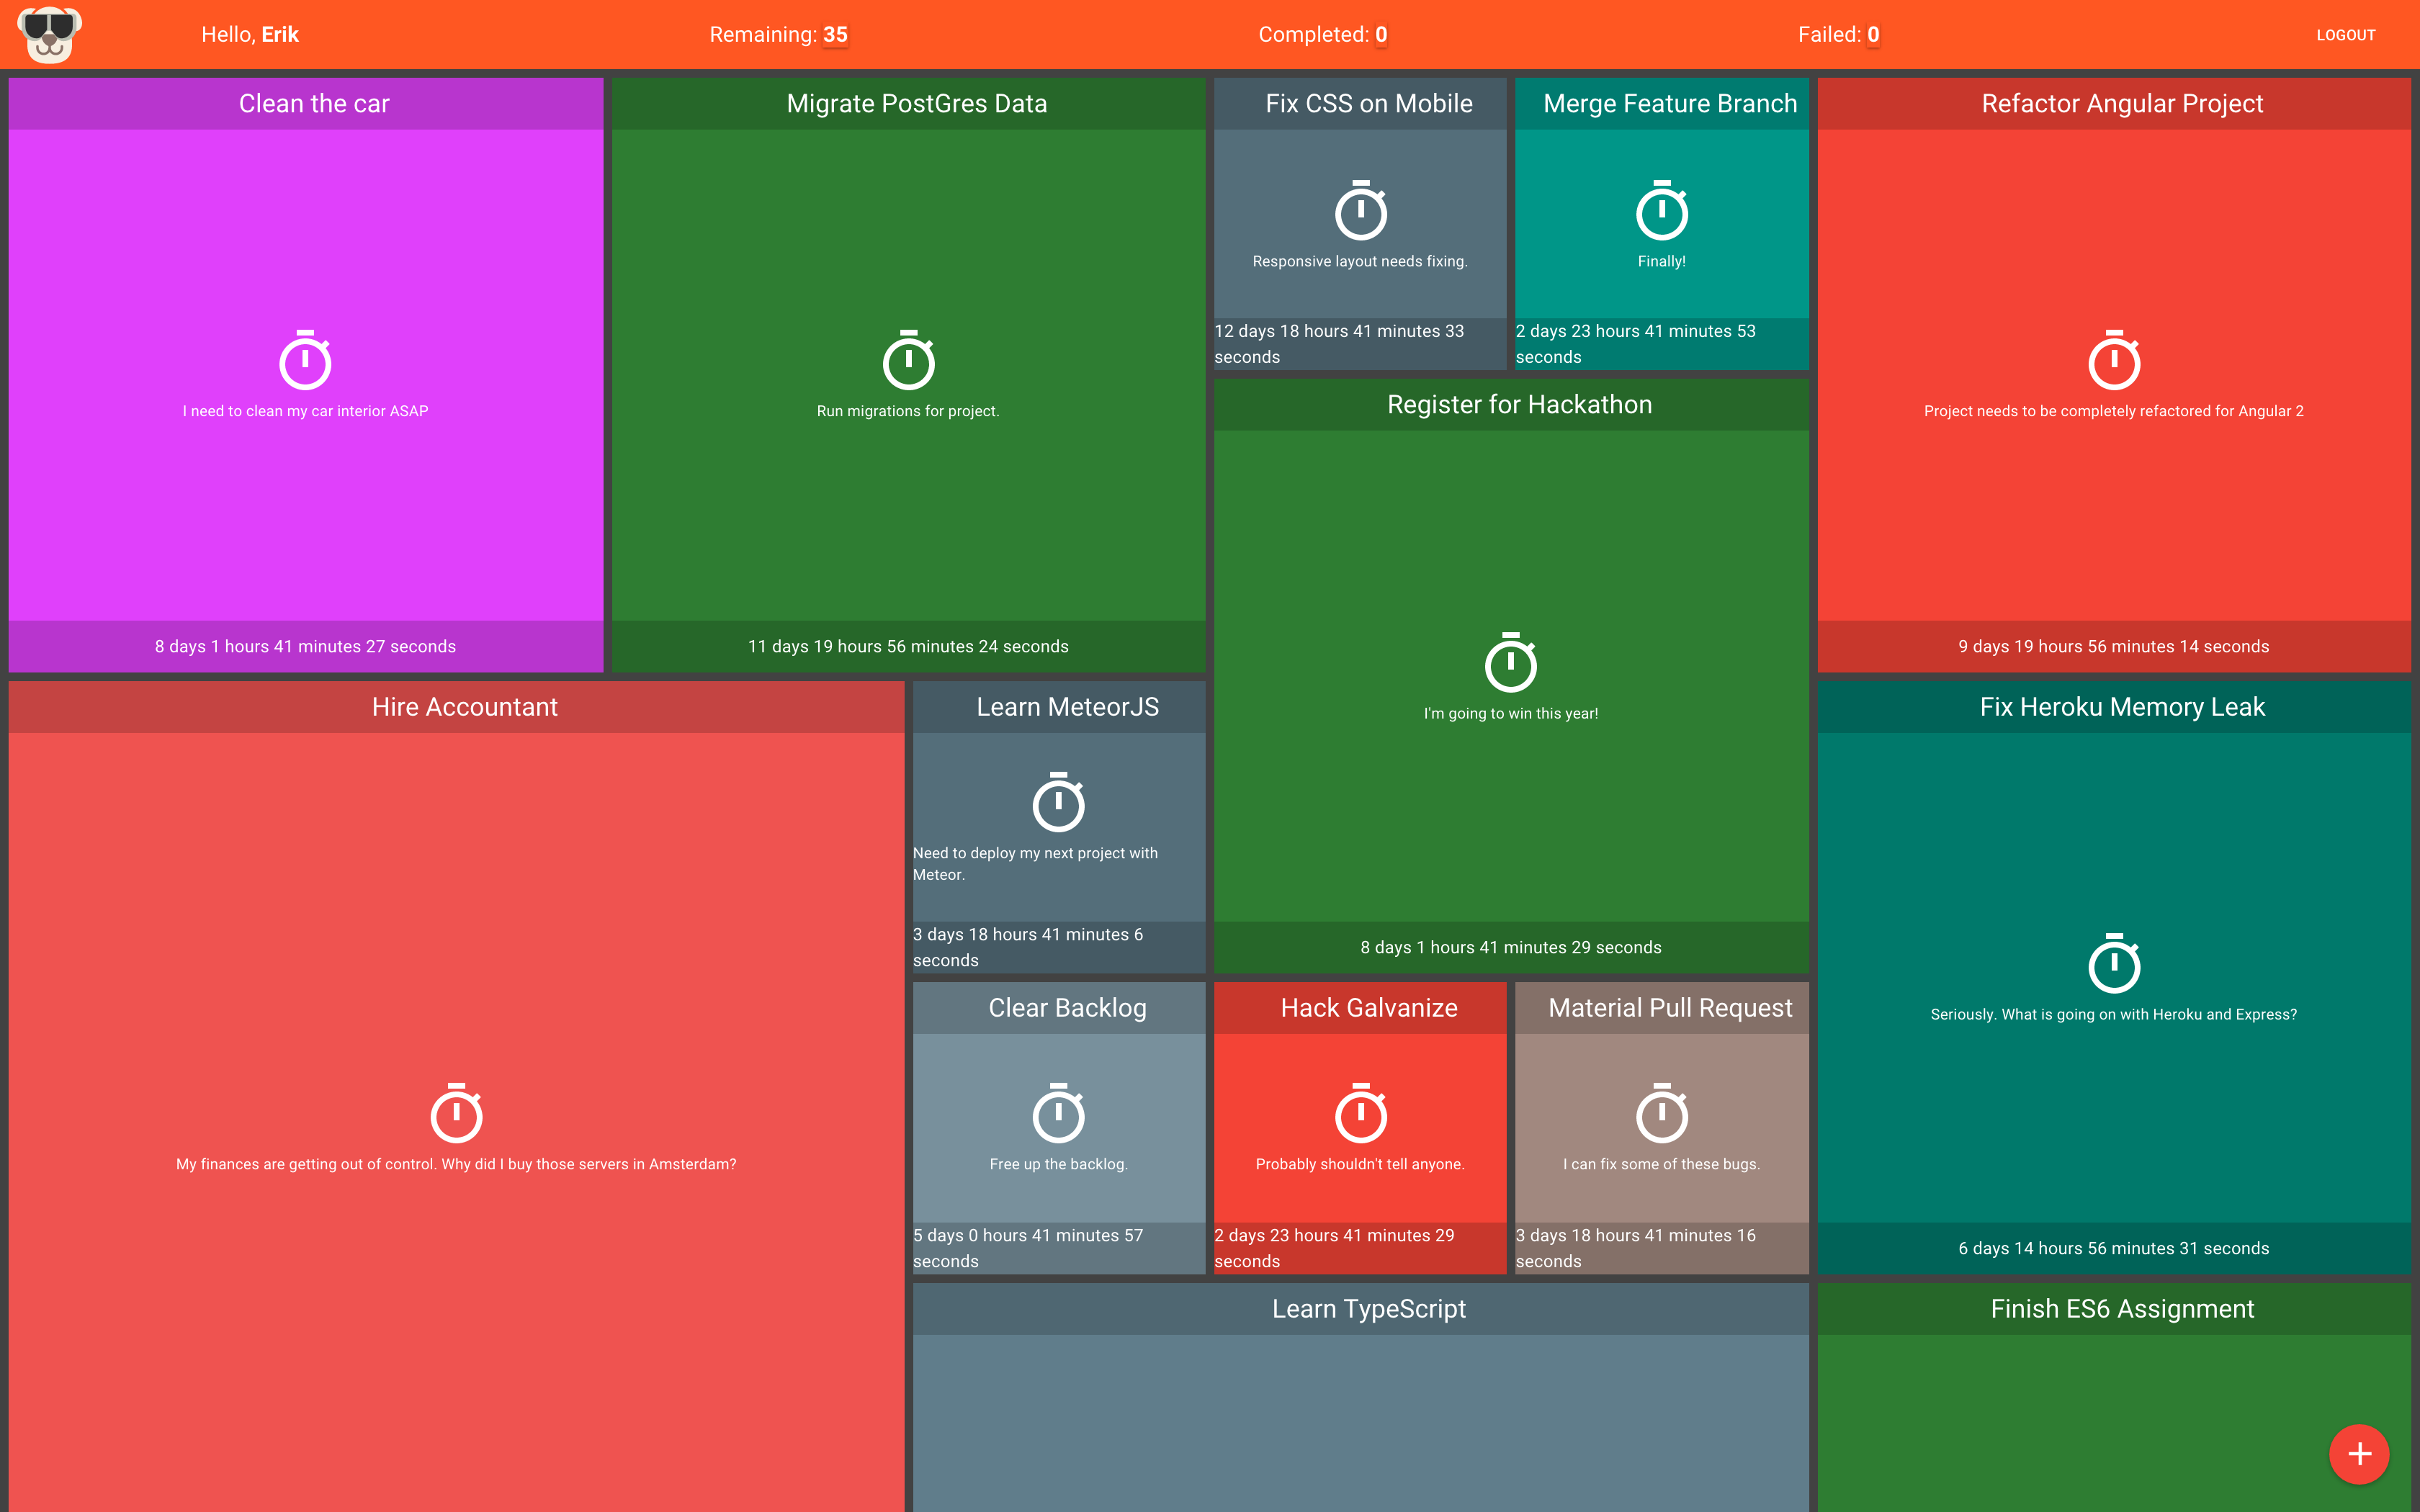 Hello, Erik
Remaining: 35
Completed: 0
Failed: 0
LOGOUT
Clean the car
I need to clean my car interior ASAP
8 days 1 hours 41 minutes 27 seconds
Migrate PostGres Data
Run migrations for project.
11 days 19 hours 56 minutes 24 seconds
Fix CSS on Mobile
Responsive layout needs fixing.
12 days 18 hours 41 minutes 33
seconds
Merge Feature Branch
Finally!
2 days 23 hours 41 minutes 53
seconds
Refactor Angular Project
Project needs to be completely refactored for Angular 2
9 days 19 hours 56 minutes 14 seconds
Register for Hackathon
I'm going to win this year!
8 days 1 hours 41 minutes 29 seconds
Hire Accountant
My finances are getting out of control. Why did I buy those servers in Amsterdam?
Learn MeteorJS
Need to deploy my next project with
Meteor.
3 days 18 hours 41 minutes 6
seconds
Fix Heroku Memory Leak
Seriously. What is going on with Heroku and Express?
6 days 14 hours 56 minutes 31 seconds
Clear Backlog
Free up the backlog.
5 days 0 hours 41 minutes 57
seconds
Hack Galvanize
Probably shouldn't tell anyone.
2 days 23 hours 41 minutes 29
seconds
Material Pull Request
I can fix some of these bugs.
3 days 18 hours 41 minutes 16
seconds
Learn TypeScript
Finish ES6 Assignment